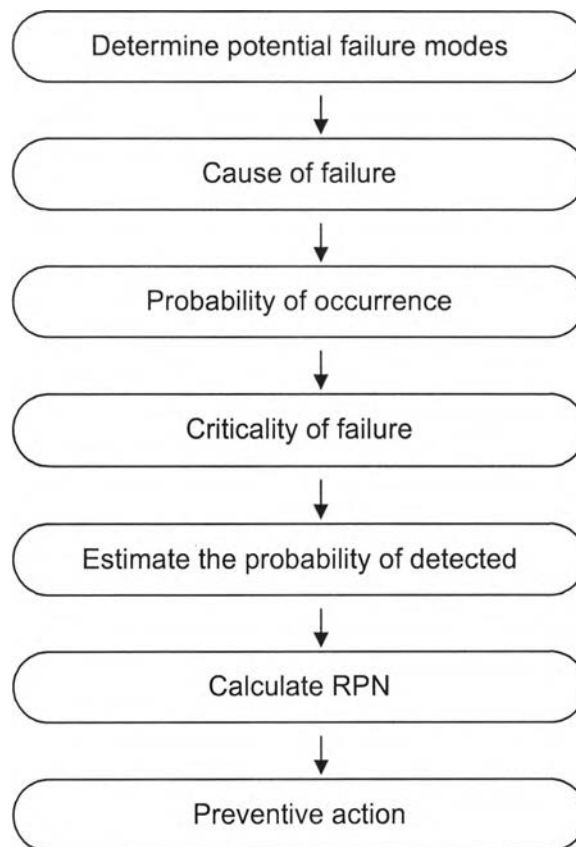 Determine potential failure modes
Cause of failure
Probability of occurrence
Criticality of failure
Estimate the probability of detected
Calculate RPN
Preventive action